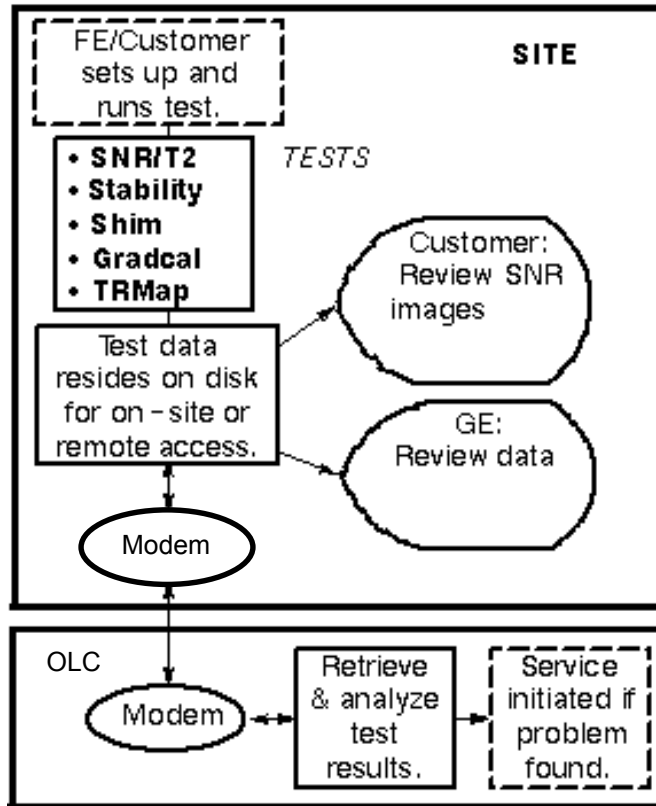 FE/Customer
sets up and
runs test.
SITE
• SNR/T2
• Stability
• Shim
• Gradcal
• TRMap
TESTS
Customer:
Review SNR
images
Test data
resides on disk
for on-site or
remote access.
GE:
Review data
Modem
OLC
Modem
Retrieve
& analyze
test
results.
Service
initiated if
problem
found.